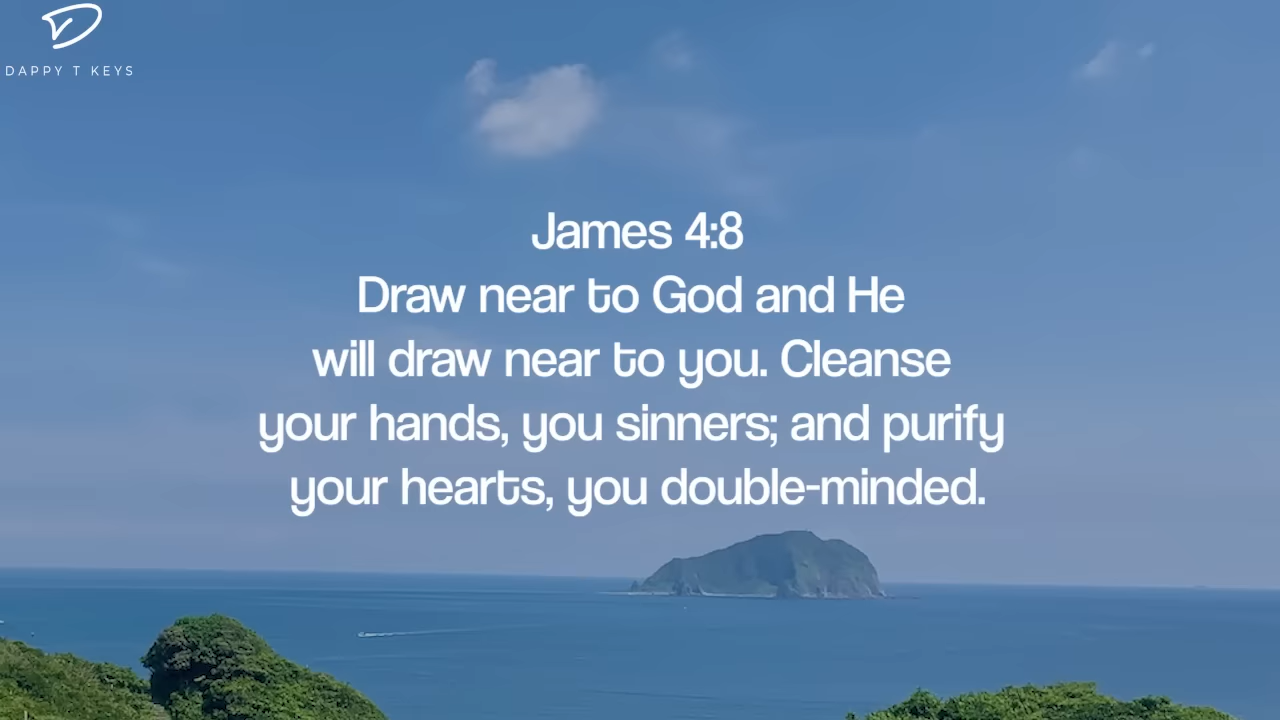 DAPPY T KEYS
James 4:8
Draw near to God and He
will draw near to you. Cleanse
your hands, you sinners; and purify
your hearts, you double-minded.